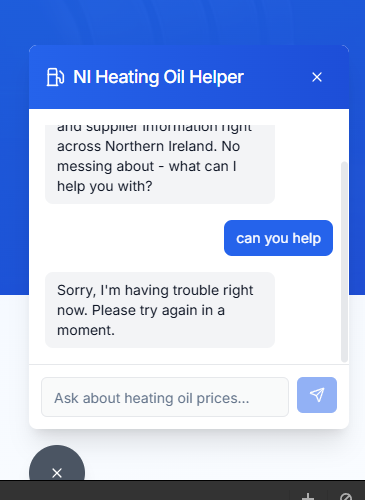 NI Heating Oil Helper
and supplier information right
across Northern Ireland. No
messing about - what can I
help you with?
can you help
Sorry, I'm having trouble right
now. Please try again in a
moment.
Ask about heating oil prices...